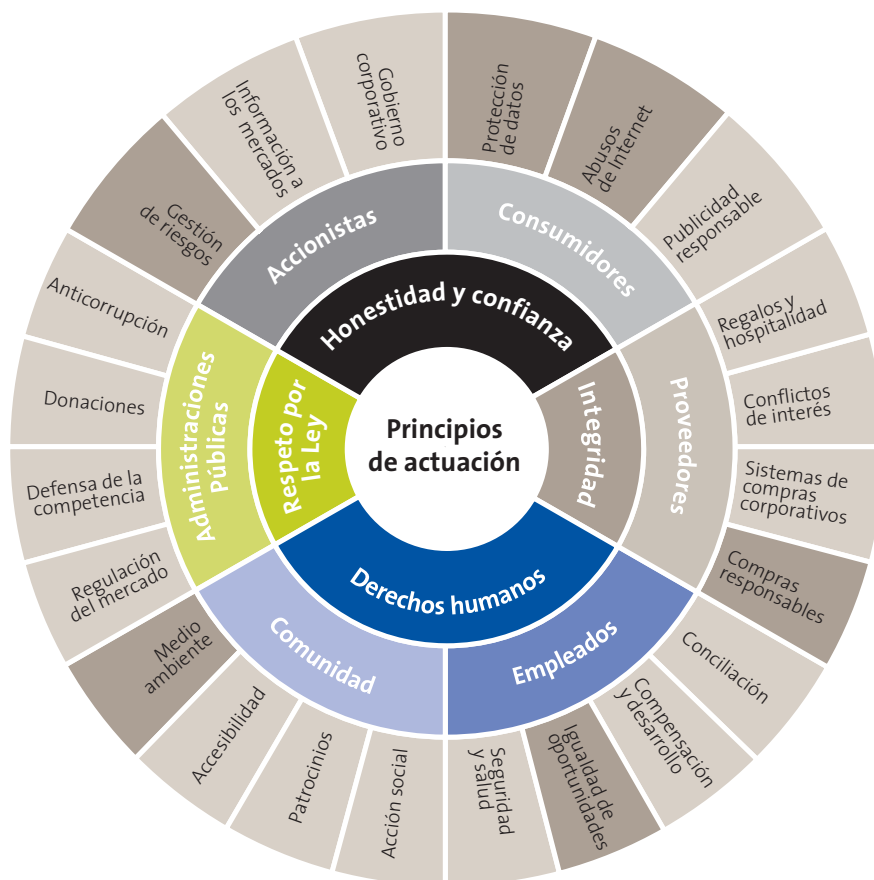 Principios
de actuación
Honestidad y confianza
Integridad
Derechos humanos
Respeto por
la Ley
Accionistas
Consumidores
Proveedores
Empleados
Comunidad
Administraciones
Públicas
Gobierno
corporativo
Protección
de datos
Abusos
de Internet
Publicidad
responsable
Regalos y
hospitalidad
Conflictos
de interés
Sistemas de
compras
corporativos
Compras
responsables
Conciliación
Compensación
y desarrollo
Igualdad de
oportunidades
Seguridad
y salud
Acción social
Patrocinios
Accesibilidad
Medio
ambiente
Regulación
del mercado
Defensa de la
competencia
Donaciones
Anticorrupción
Gestión
de riesgos
Información a
los mercados